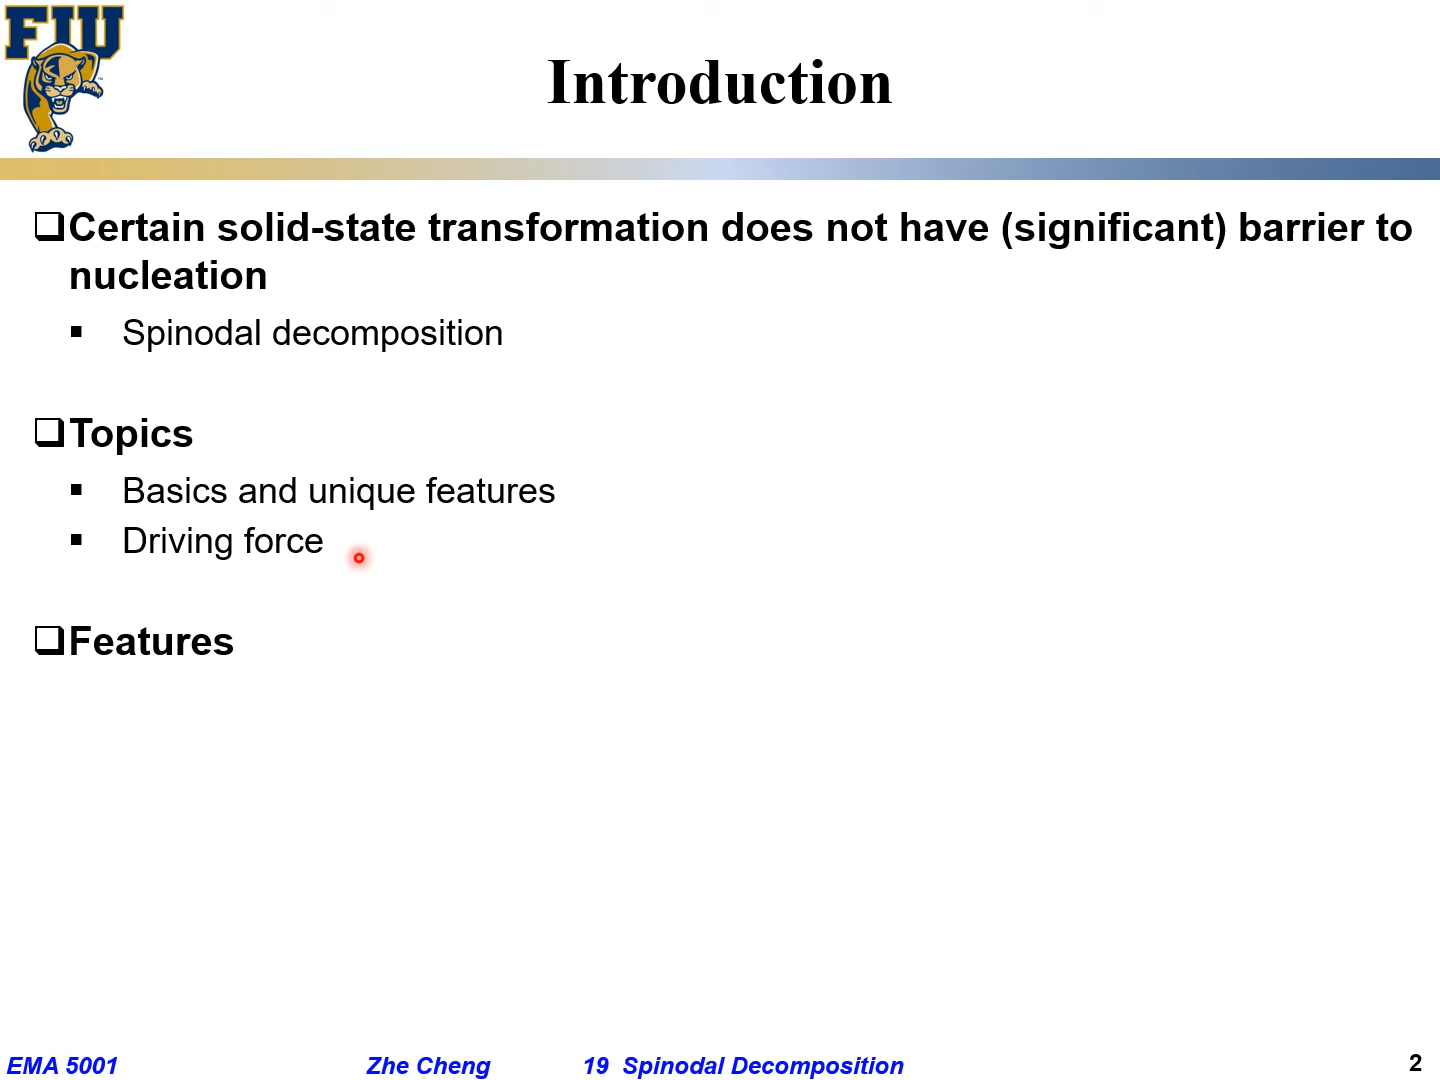 FIU
Introduction
Certain solid-state transformation does not have (significant) barrier to
nucleation
Spinodal decomposition
Topics
Basics and unique features
Driving force
Features
EMA 5001 Zhe Cheng 19 Spinodal Decomposition 2